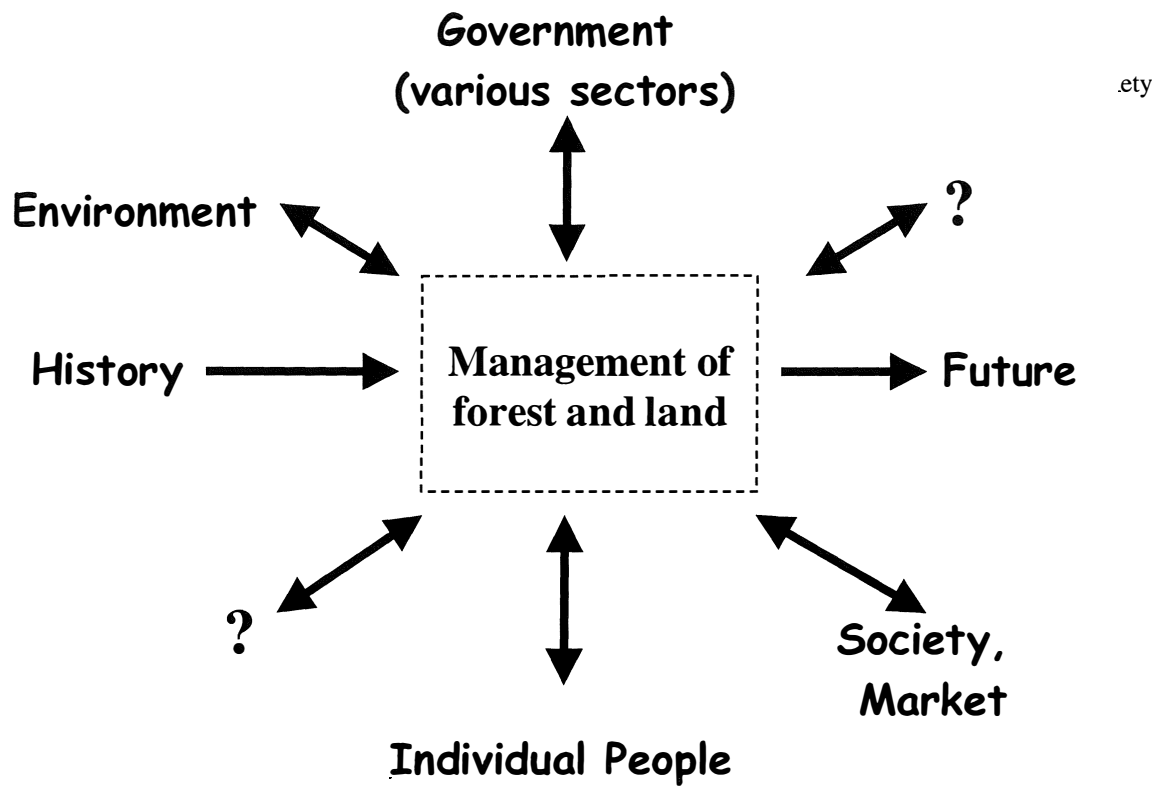 Government
(various sectors)
ety
Environment
?
History
Management of
forest and land
Future
?
Society,
Market
Individual People